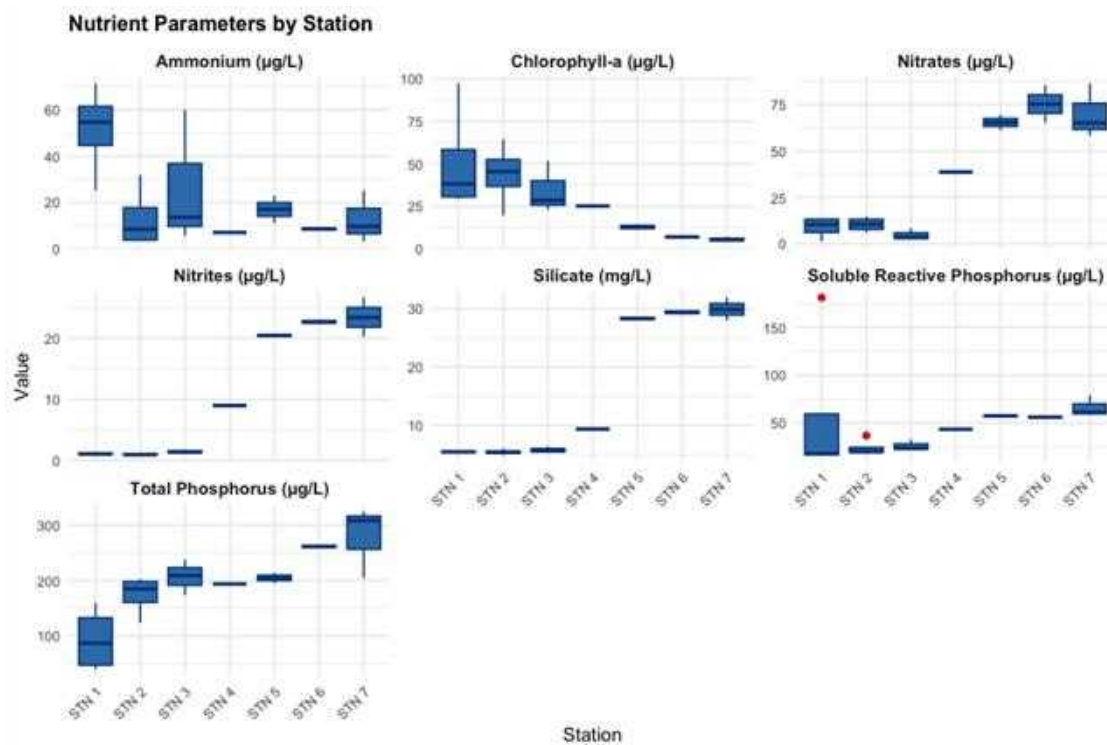 Nutrient Parameters by Station
Ammonium (µg/L)
60
40
20
0
Chlorophyll-a (µg/L)
100
75
50
25
0
Nitrates (µg/L)
75
50
25
0
Nitrites (µg/L)
20
10
0
Silicate (mg/L)
30
20
10
STN 1
STN 2
STN 3
STN 4
STN 5
STN 6
STN 7
Soluble Reactive Phosphorus (µg/L)
150
100
50
STN 1
STN 2
STN 3
STN 4
STN 5
STN 6
STN 7
Total Phosphorus (µg/L)
300
200
100
STN 1
STN 2
STN 3
STN 4
STN 5
STN 6
STN 7
Value
Station